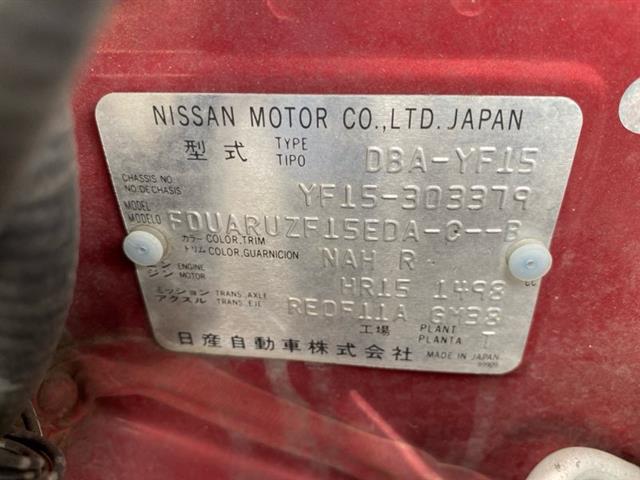 NISSAN MOTOR CO.,LTD. JAPAN
型式 TYPE TIPO DBA-YF15
CHASSIS NO. NO.DE CHASIS YF15-303379
MODEL MODELO FDUARUZF15EDA-C--B
カラー トリム COLOR,TRIM COLOR,GUARNICION NAH R
エンジン ENGINE MOTOR HR15 1498 CC
ミッション アクスル TRANS.,AXLE TRANS.,EJE RE0F11A GM38
工場 PLANT PLANTA T
日産自動車株式会社 MADE IN JAPAN